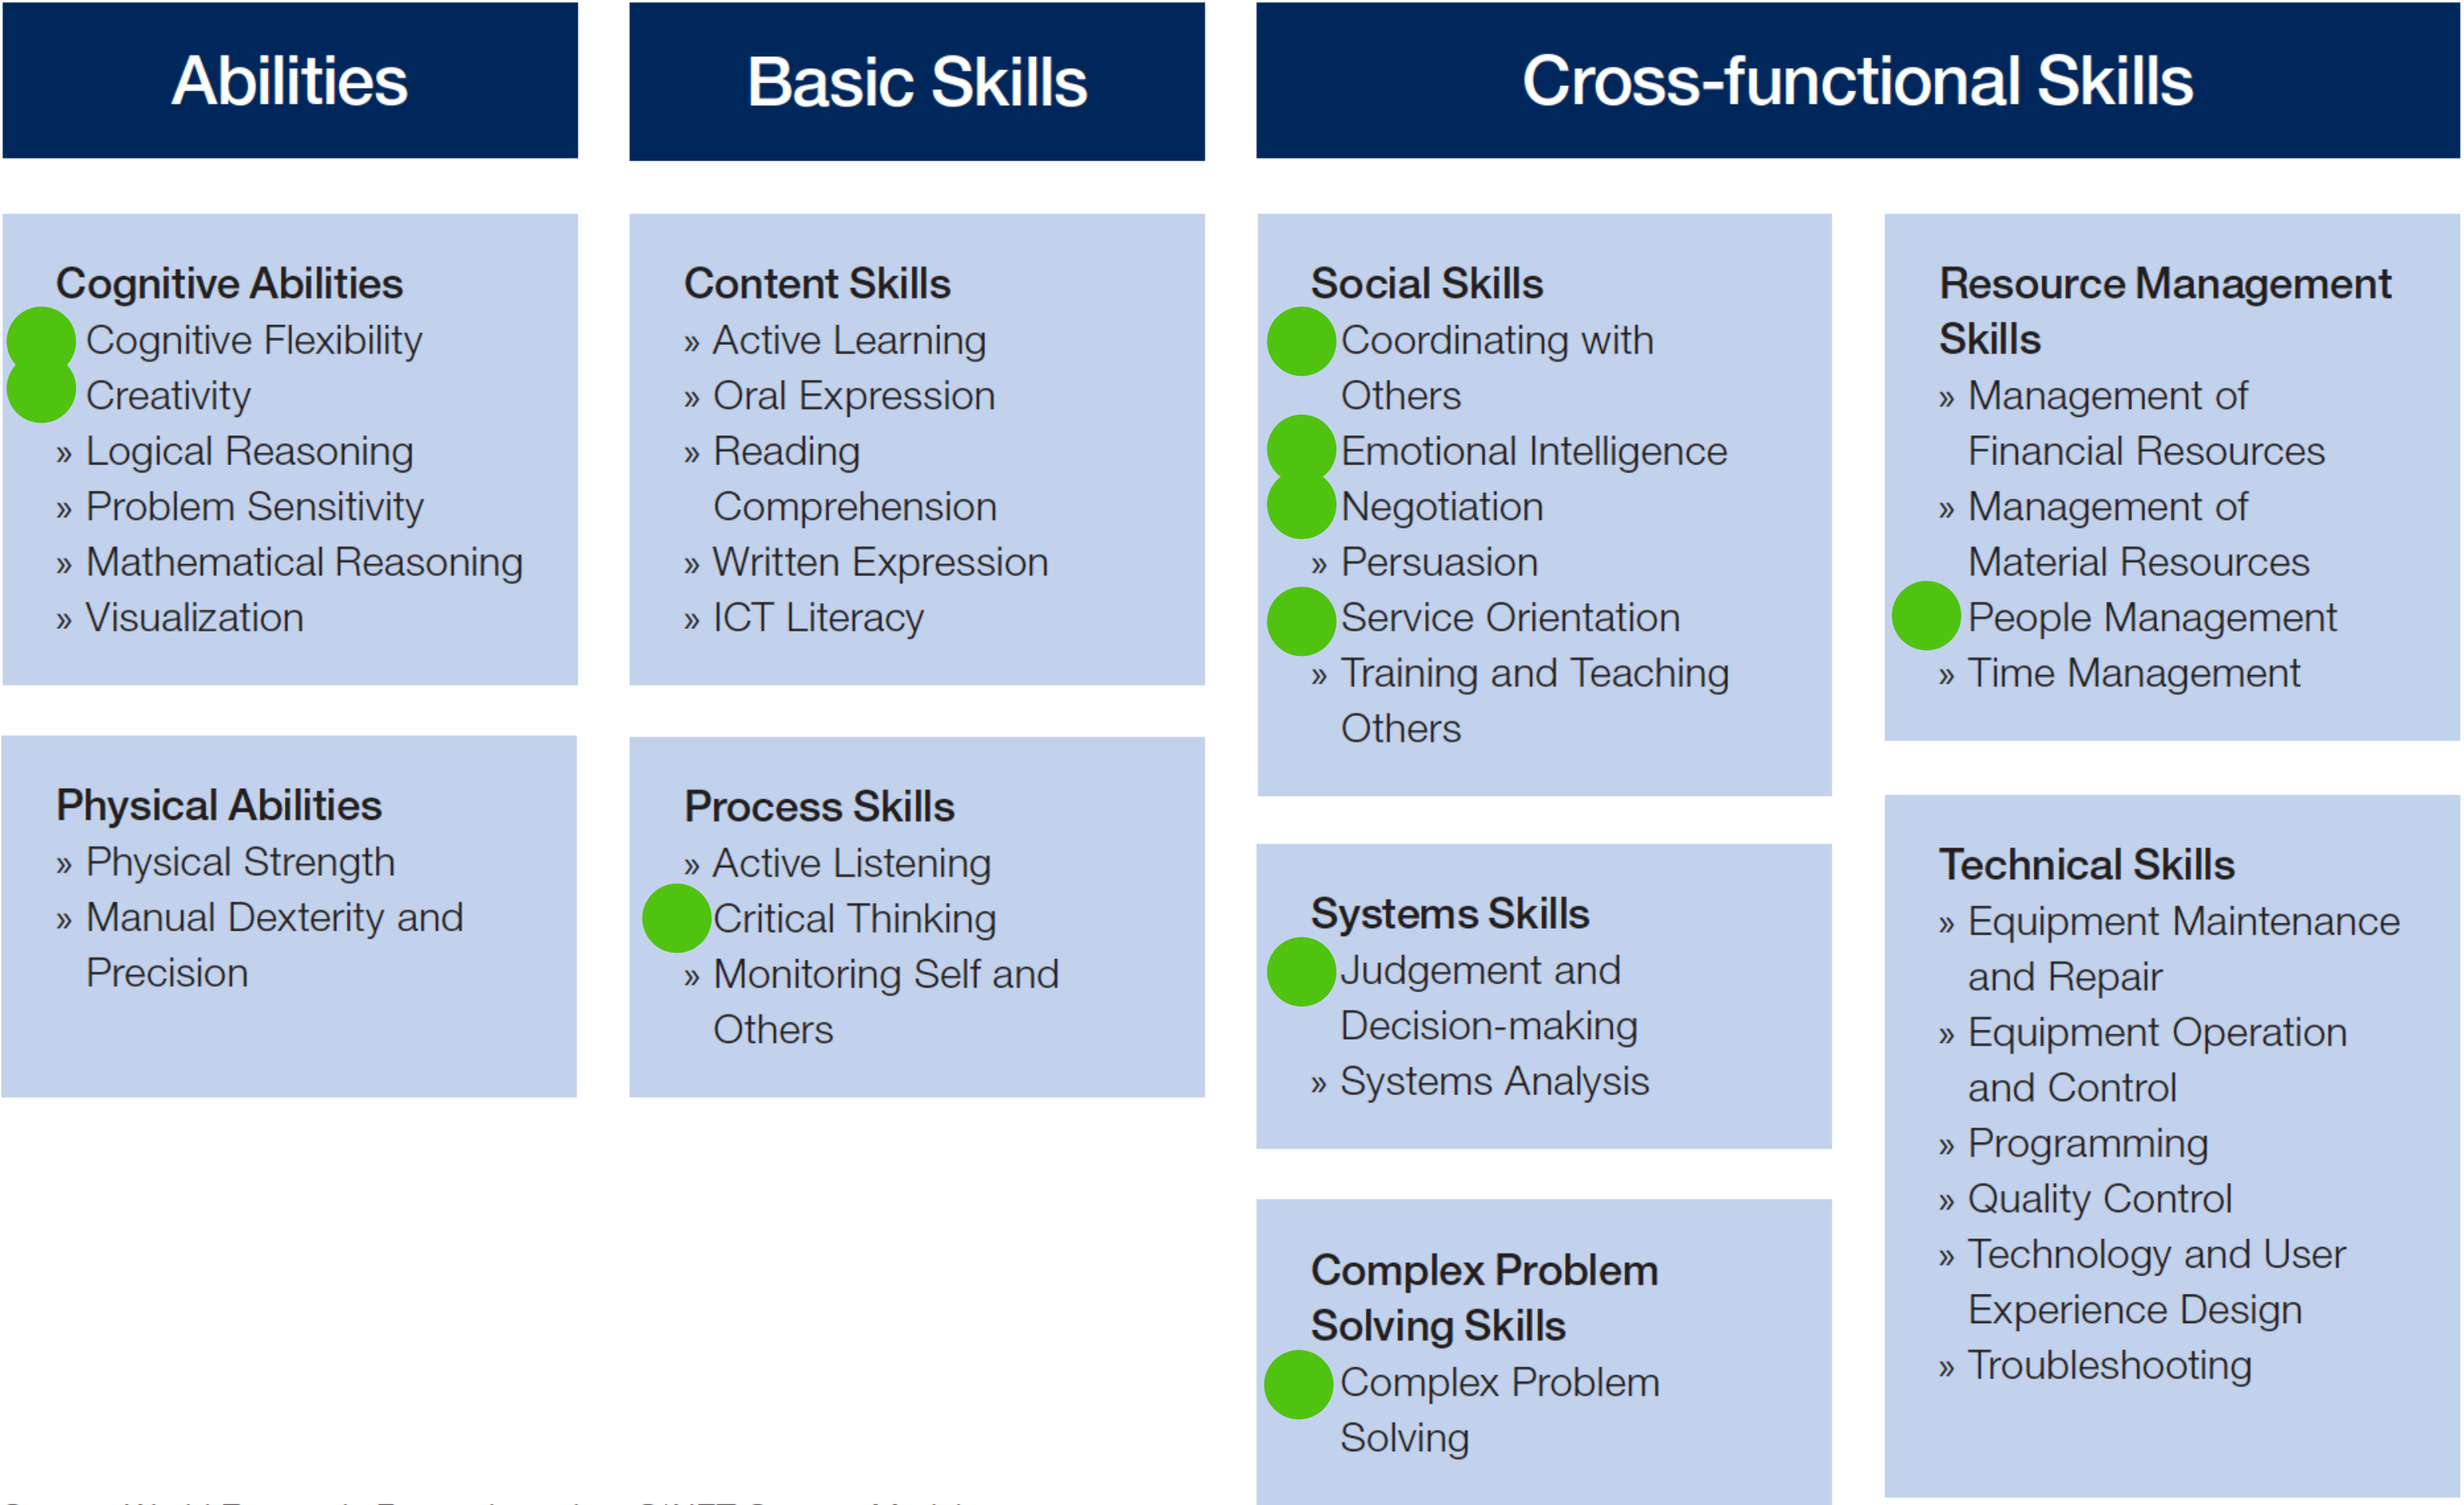 Abilities
Basic Skills
Cross-functional Skills
Cognitive Abilities
Cognitive Flexibility
Creativity
» Logical Reasoning
» Problem Sensitivity
» Mathematical Reasoning
» Visualization
Physical Abilities
» Physical Strength
» Manual Dexterity and
Precision
Content Skills
» Active Learning
» Oral Expression
» Reading
Comprehension
» Written Expression
» ICT Literacy
Process Skills
» Active Listening
Critical Thinking
» Monitoring Self and
Others
Social Skills
Coordinating with
Others
Emotional Intelligence
Negotiation
» Persuasion
Service Orientation
» Training and Teaching
Others
Systems Skills
Judgement and
Decision-making
» Systems Analysis
Complex Problem
Solving Skills
Complex Problem
Solving
Resource Management
Skills
» Management of
Financial Resources
» Management of
Material Resources
People Management
» Time Management
Technical Skills
» Equipment Maintenance
and Repair
» Equipment Operation
and Control
» Programming
» Quality Control
» Technology and User
Experience Design
» Troubleshooting